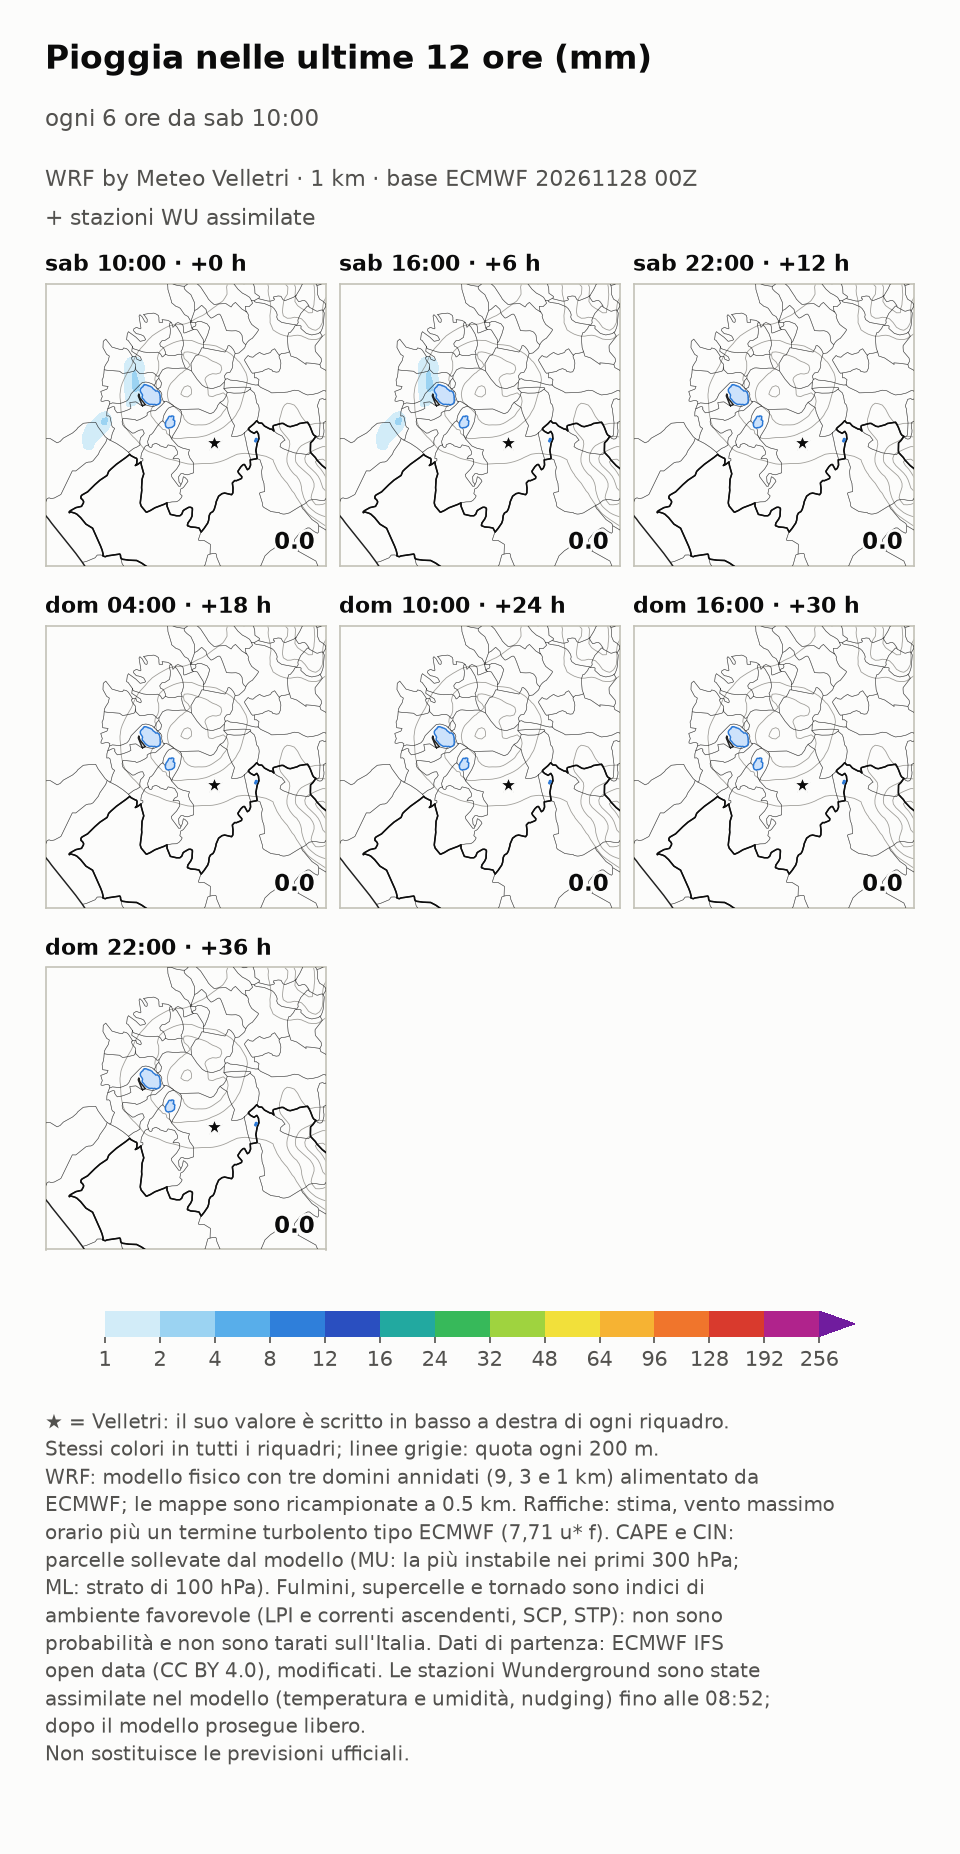 Pioggia nelle ultime 12 ore (mm)
ogni 6 ore da sab 10:00
WRF by Meteo Velletri · 1 km · base ECMWF 20261128 00Z
+ stazioni WU assimilate
sab 10:00 · +0 h
sab 16:00 · +6 h
sab 22:00 · +12 h
0.0
0.0
0.0
dom 04:00 · +18 h
dom 10:00 · +24 h
dom 16:00 · +30 h
0.0
0.0
0.0
dom 22:00 · +36 h
0.0
1 2 4 8 12 16 24 32 48 64 96 128 192 256
★ = Velletri: il suo valore è scritto in basso a destra di ogni riquadro.
Stessi colori in tutti i riquadri; linee grigie: quota ogni 200 m.
WRF: modello fisico con tre domini annidati (9, 3 e 1 km) alimentato da
ECMWF; le mappe sono ricampionate a 0.5 km. Raffiche: stima, vento massimo
orario più un termine turbolento tipo ECMWF (7,71 u* f). CAPE e CIN:
parcelle sollevate dal modello (MU: la più instabile nei primi 300 hPa;
ML: strato di 100 hPa). Fulmini, supercelle e tornado sono indici di
ambiente favorevole (LPI e correnti ascendenti, SCP, STP): non sono
probabilità e non sono tarati sull'Italia. Dati di partenza: ECMWF IFS
open data (CC BY 4.0), modificati. Le stazioni Wunderground sono state
assimilate nel modello (temperatura e umidità, nudging) fino alle 08:52;
dopo il modello prosegue libero.
Non sostituisce le previsioni ufficiali.